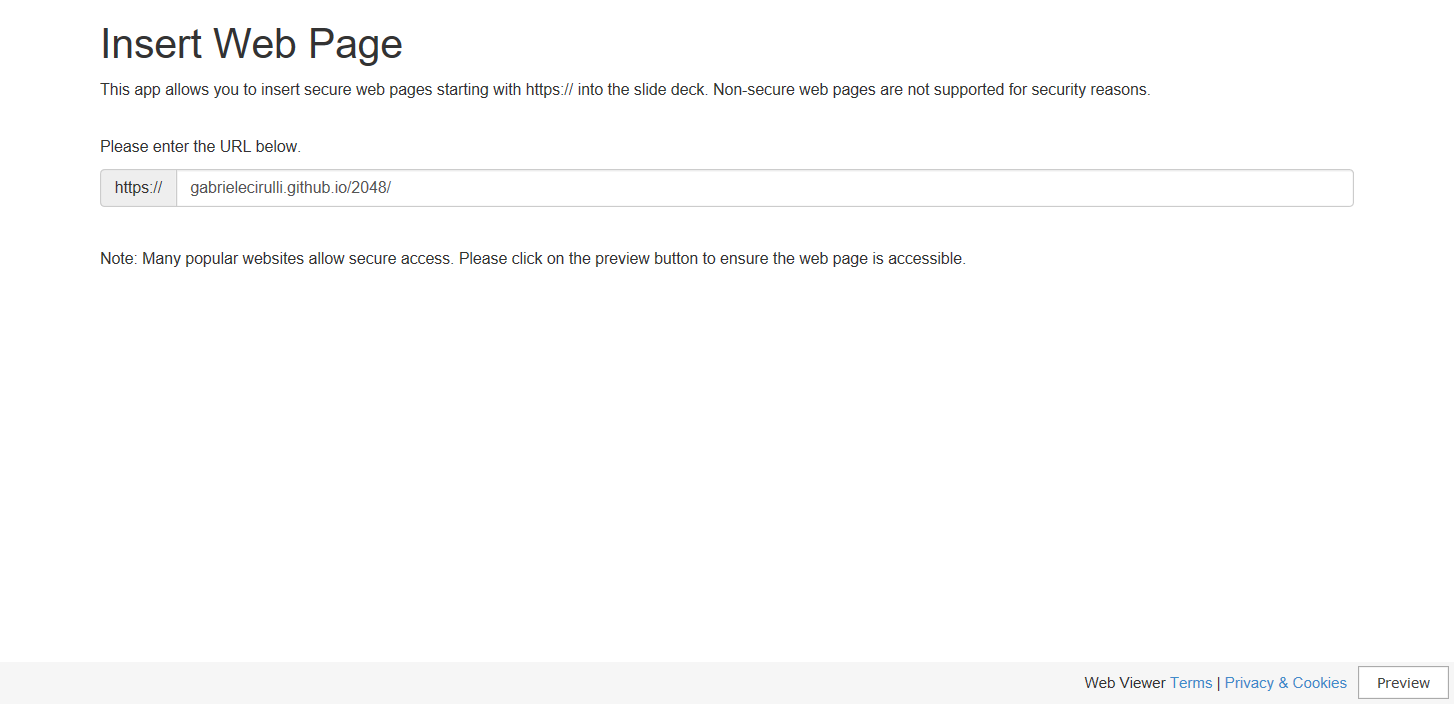 Insert Web Page
This app allows you to insert secure web pages starting with https:// into the slide deck. Non-secure web pages are not supported for security reasons.
Please enter the URL below.
https:// gabrielecirulli.github.io/2048/
Note: Many popular websites allow secure access. Please click on the preview button to ensure the web page is accessible.
Web Viewer Terms | Privacy & Cookies Preview